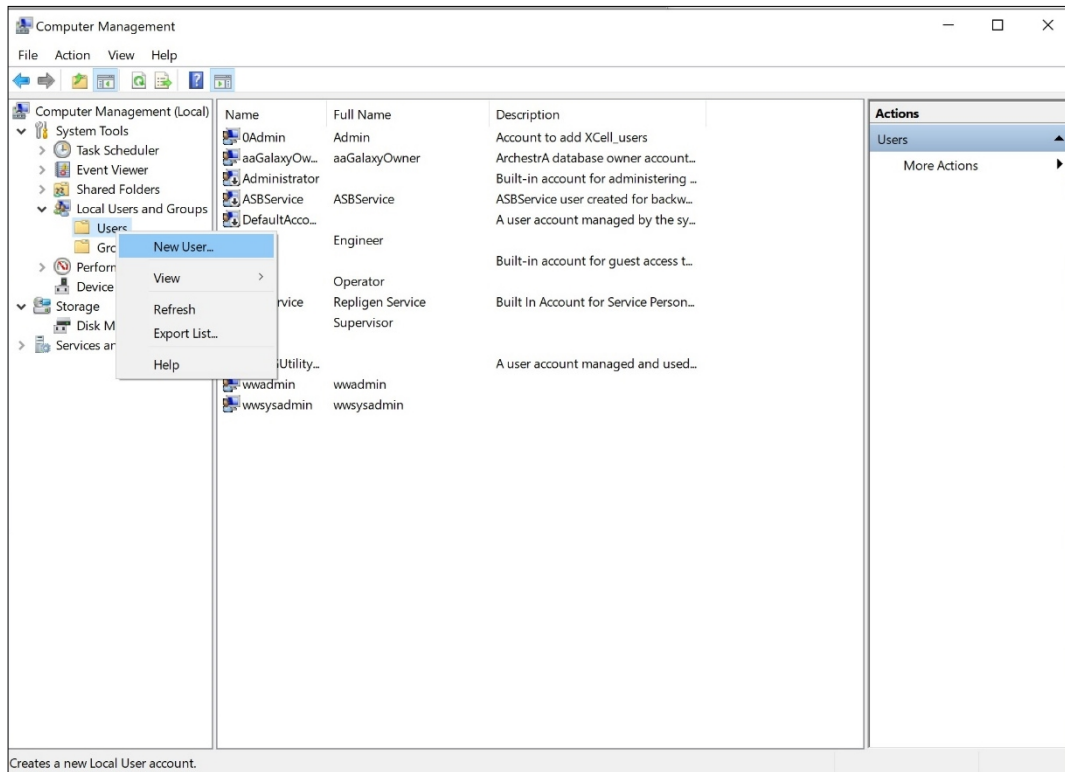 Computer Management
File Action View Help
Computer Management (Local)
System Tools
Task Scheduler
Event Viewer
Shared Folders
Local Users and Groups
Users
Device
Storage
Disk M
New User...
View
Refresh
Export List...
Help
Name Full Name Description
0Admin Admin Account to add XCell_users
aaGalaxyOw... aaGalaxyOwner ArchestrA database owner account...
Administrator Built-in account for administering ...
ASBService ASBService ASBService user created for backw...
DefaultAcco... A user account managed by the sy...
Engineer
Built-in account for guest access t...
Operator
Repligen Service Built In Account for Service Person...
Supervisor
Utility... A user account managed and used...
wwadmin wwadmin
wwsysadmin wwsysadmin
Actions
Users
More Actions
Creates a new Local User account.